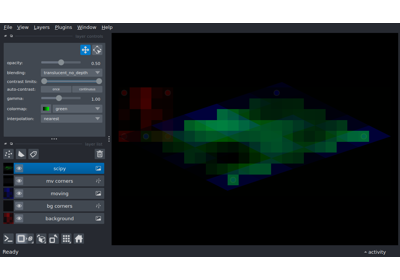 File View Layers Plugins Window Help
opacity: 0.50
blending: translucent_no_depth
contrast limits:
auto-contrast: once continuous
gamma: 1.00
colormap: green
interpolation: nearest
scipy
mv corners
moving
bg corners
background
Ready
activity